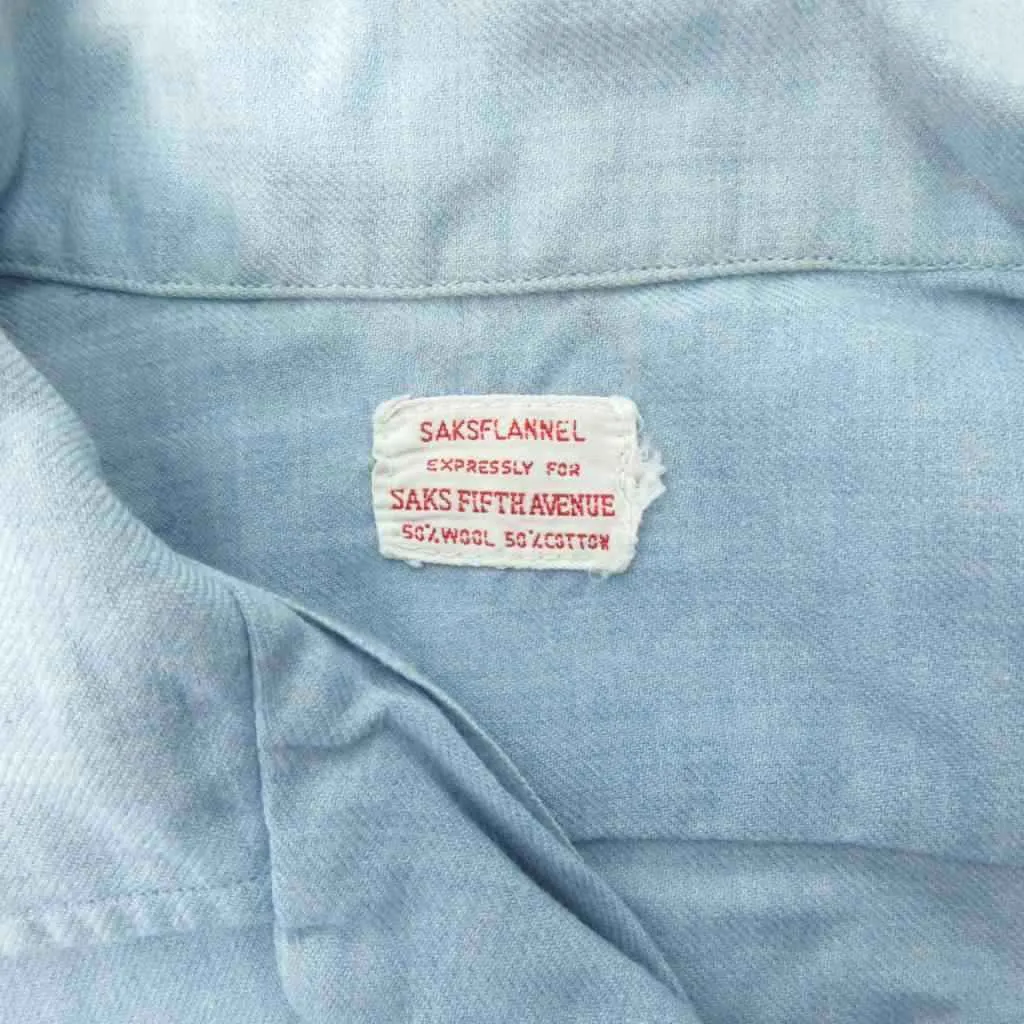 SAKSFLANNEL
EXPRESSLY FOR
SAKS FIFTH AVENUE
50% WOOL 50% COTTON